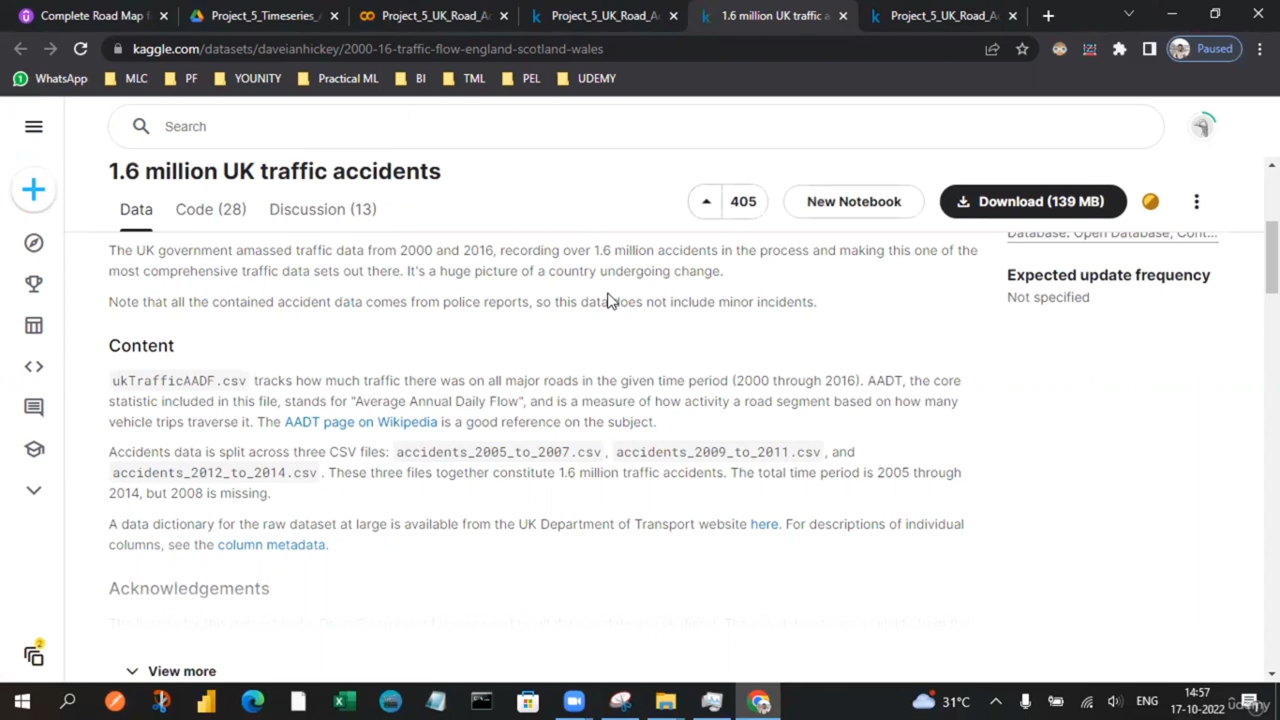 Complete Road Map f
Project_5_Timeseries_
Project_5_UK_Road_Ac
Project_5_UK_Road_Ac
1.6 million UK traffic a
Project_5_UK_Road_Ac
kaggle.com/datasets/daveianhickey/2000-16-traffic-flow-england-scotland-wales
Paused
WhatsApp
MLC
PF
YOUNITY
Practical ML
BI
TML
PEL
UDEMY
Search
1.6 million UK traffic accidents
Data
Code (28)
Discussion (13)
405
New Notebook
Download (139 MB)
Database: Open Database, Cont...
The UK government amassed traffic data from 2000 and 2016, recording over 1.6 million accidents in the process and making this one of the
most comprehensive traffic data sets out there. It's a huge picture of a country undergoing change.
Expected update frequency
Not specified
Note that all the contained accident data comes from police reports, so this data does not include minor incidents.
Content
ukTrafficAADF.csv tracks how much traffic there was on all major roads in the given time period (2000 through 2016). AADT, the core
statistic included in this file, stands for "Average Annual Daily Flow", and is a measure of how activity a road segment based on how many
vehicle trips traverse it. The AADT page on Wikipedia is a good reference on the subject.
Accidents data is split across three CSV files: accidents_2005_to_2007.csv, accidents_2009_to_2011.csv, and
accidents_2012_to_2014.csv. These three files together constitute 1.6 million traffic accidents. The total time period is 2005 through
2014, but 2008 is missing.
A data dictionary for the raw dataset at large is available from the UK Department of Transport website here. For descriptions of individual
columns, see the column metadata.
Acknowledgements
View more
2
31°C
ENG
14:57
17-10-2022
udemy